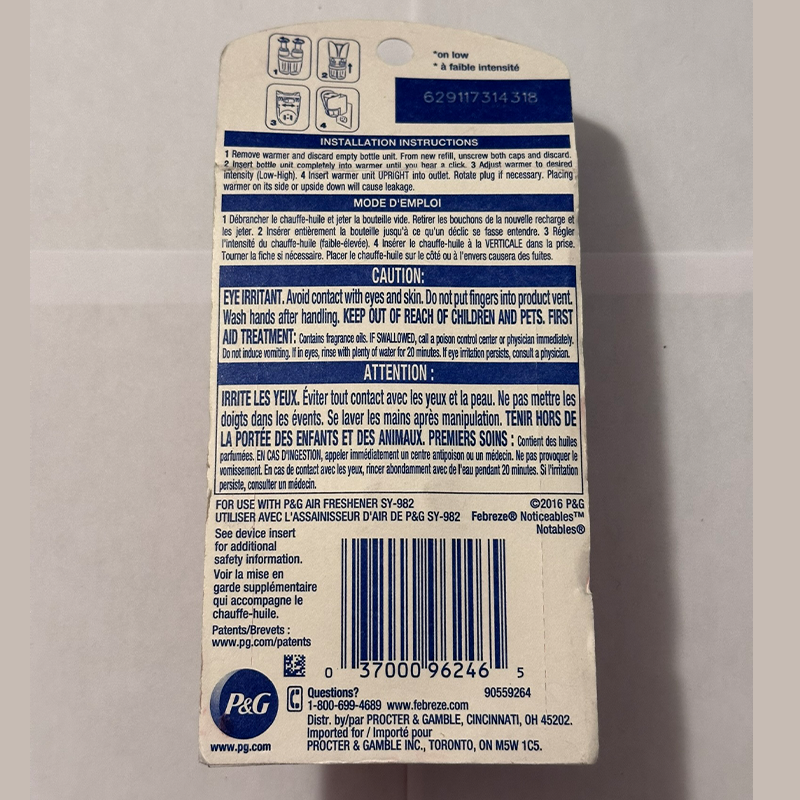 *on low
* à faible intensité
1
2
3
4
629117314318
INSTALLATION INSTRUCTIONS
1 Remove warmer and discard empty bottle unit. From new refill, unscrew both caps and discard.
2 Insert bottle unit completely into warmer until you hear a click. 3 Adjust warmer to desired
intensity (Low-High). 4 Insert warmer unit UPRIGHT into outlet. Rotate plug if necessary. Placing
warmer on its side or upside down will cause leakage.
MODE D'EMPLOI
1 Débrancher le chauffe-huile et jeter la bouteille vide. Retirer les bouchons de la nouvelle recharge et
les jeter. 2 Insérer entièrement la bouteille jusqu'à ce qu'un déclic se fasse entendre. 3 Régler
l'intensité du chauffe-huile (faible-élevée). 4 Insérer le chauffe-huile à la VERTICALE dans la prise.
Tourner la fiche si nécessaire. Placer le chauffe-huile sur le côté ou à l'envers causera des fuites.
CAUTION:
EYE IRRITANT. Avoid contact with eyes and skin. Do not put fingers into product vent.
Wash hands after handling. KEEP OUT OF REACH OF CHILDREN AND PETS. FIRST
AID TREATMENT: Contains fragrance oils. IF SWALLOWED, call a poison control center or physician immediately.
Do not induce vomiting. If in eyes, rinse with plenty of water for 20 minutes. If eye irritation persists, consult a physician.
ATTENTION :
IRRITE LES YEUX. Éviter tout contact avec les yeux et la peau. Ne pas mettre les
doigts dans les évents. Se laver les mains après manipulation. TENIR HORS DE
LA PORTÉE DES ENFANTS ET DES ANIMAUX. PREMIERS SOINS : Contient des huiles
parfumées. EN CAS D'INGESTION, appeler immédiatement un centre antipoison ou un médecin. Ne pas provoquer le
vomissement. En cas de contact avec les yeux, rincer abondamment avec de l'eau pendant 20 minutes. Si l'irritation
persiste, consulter un médecin.
FOR USE WITH P&G AIR FRESHENER SY-982
UTILISER AVEC L'ASSAINISSEUR D'AIR DE P&G SY-982
©2016 P&G
Febreze® Noticeables™
Notables®
See device insert
for additional
safety information.
Voir la mise en
garde supplémentaire
qui accompagne le
chauffe-huile.
Patents/Brevets :
www.pg.com/patents
0 37000 96246 5
P&G
www.pg.com
Questions?
1-800-699-4689 www.febreze.com
90559264
Distr. by/par PROCTER & GAMBLE, CINCINNATI, OH 45202.
Imported for / Importé pour
PROCTER & GAMBLE INC., TORONTO, ON M5W 1C5.